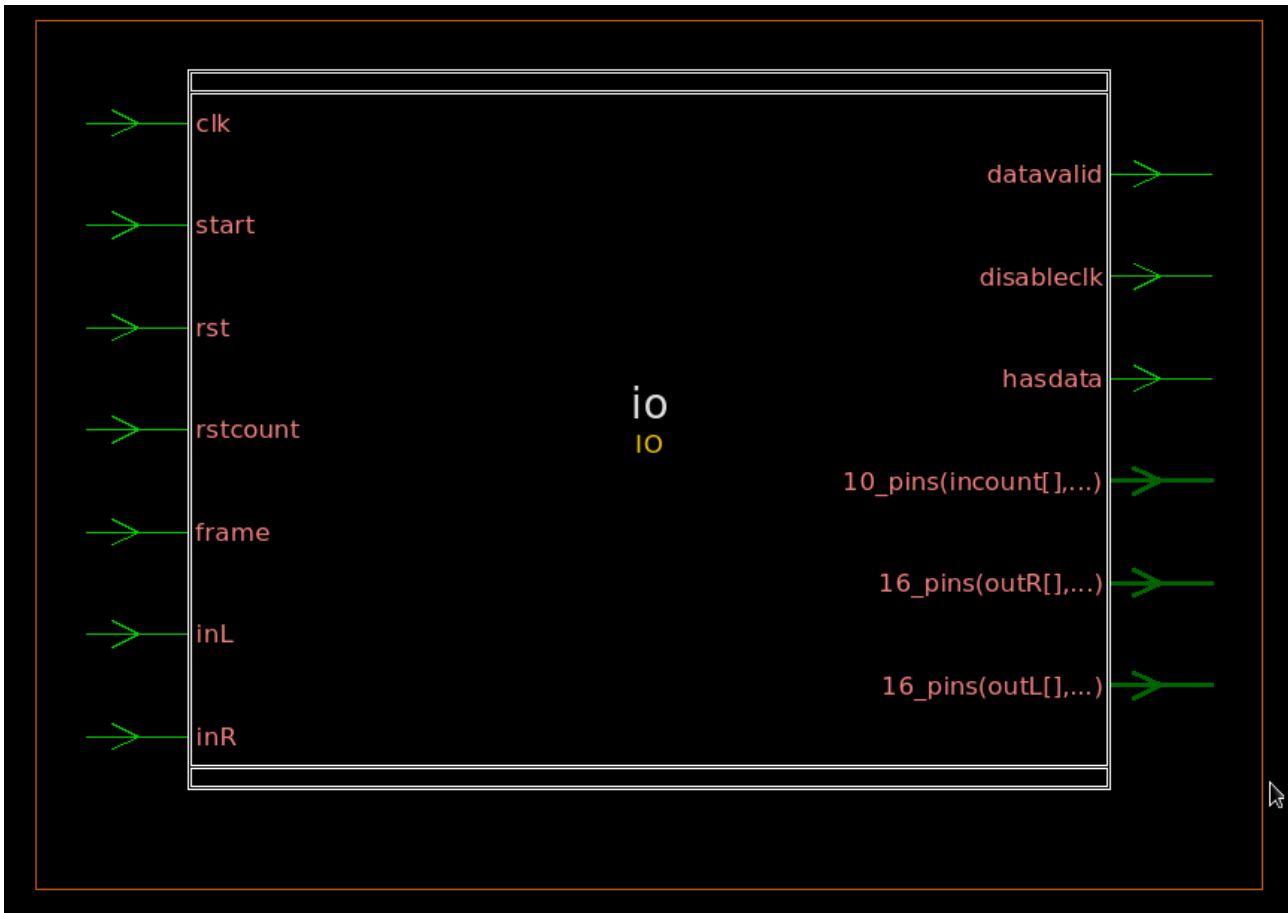 clk
start
rst
rstcount
frame
inL
inR
io
IO
datavalid
disableclk
hasdata
10_pins(incount[],...)
16_pins(outR[],...)
16_pins(outL[],...)